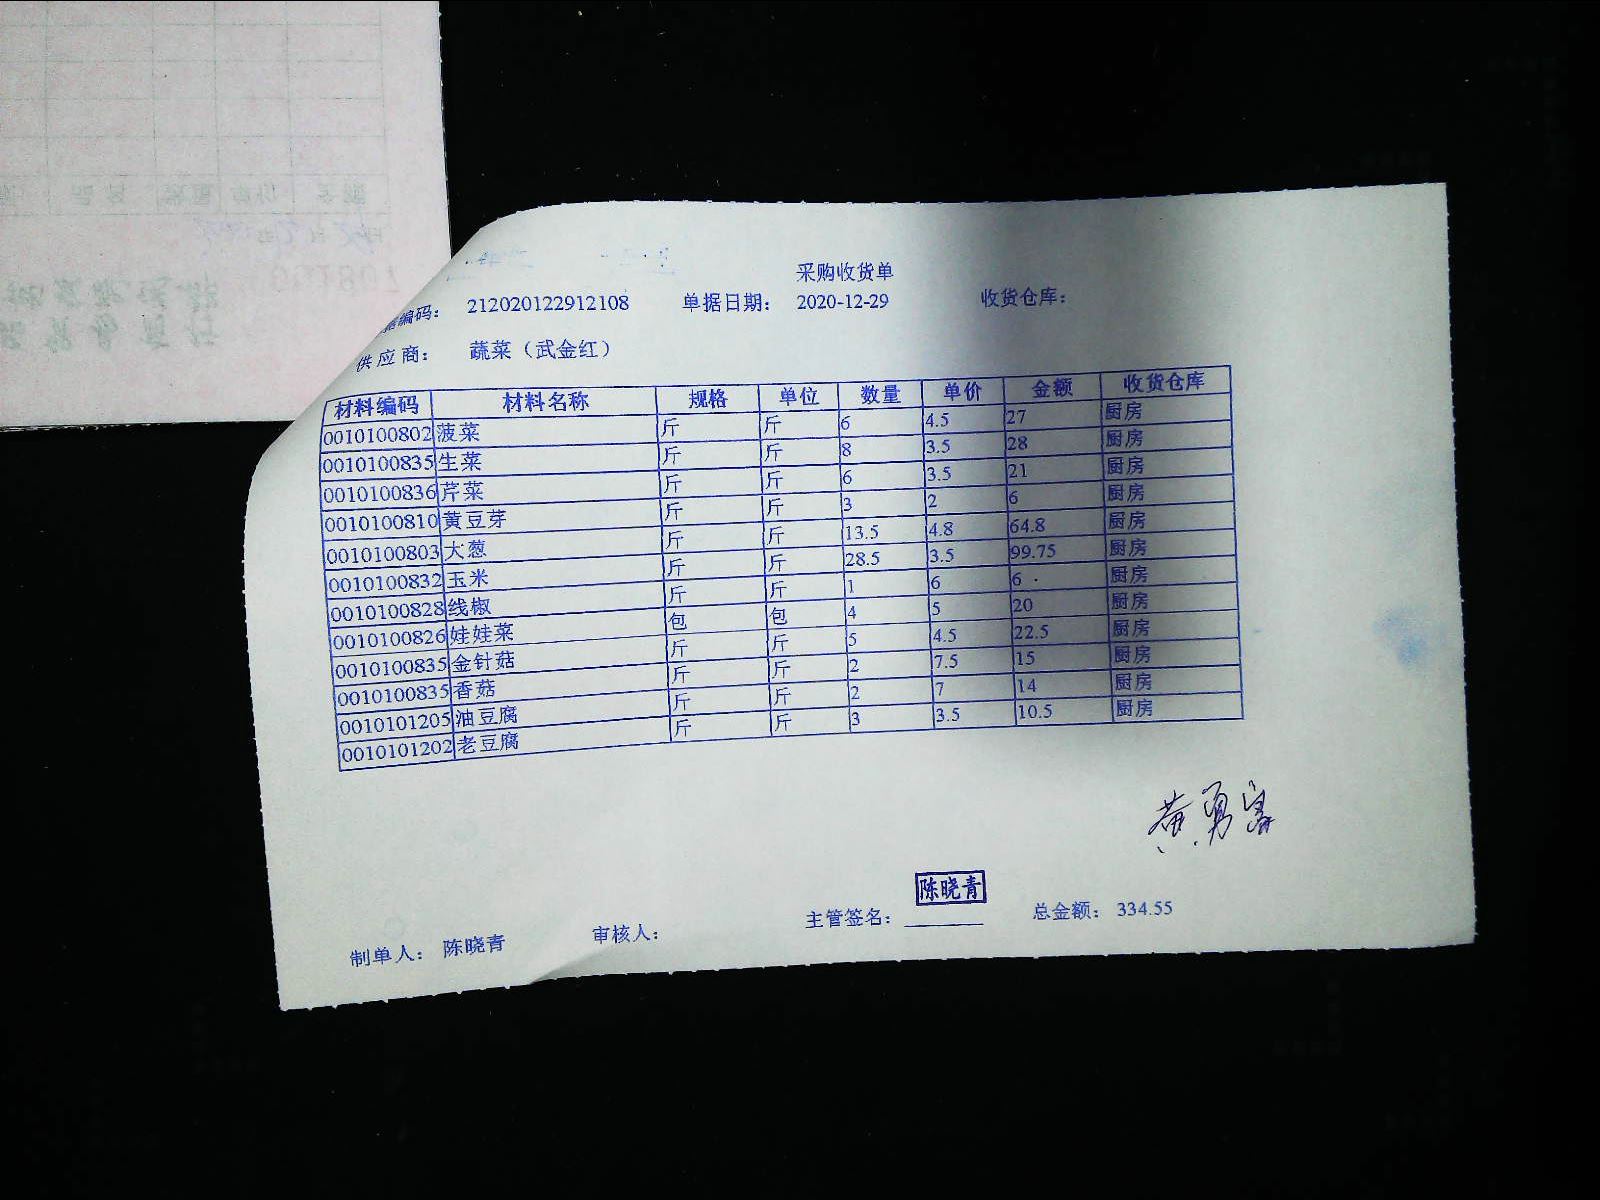 采购收货单
编码： 212020122912108 单据日期： 2020-12-29 收货仓库：
供应商： 蔬菜（武金红）
材料编码 材料名称 规格 单位 数量 单价 金额 收货仓库
0010100802 菠菜 斤 斤 6 4.5 27 厨房
0010100835 生菜 斤 斤 8 3.5 28 厨房
0010100836 芹菜 斤 斤 6 3.5 21 厨房
0010100810 黄豆芽 斤 斤 3 2 6 厨房
0010100803 大葱 斤 斤 13.5 4.8 64.8 厨房
0010100832 玉米 斤 斤 28.5 3.5 99.75 厨房
0010100828 线椒 斤 斤 1 6 6 厨房
0010100826 娃娃菜 包 包 4 5 20 厨房
0010100835 金针菇 斤 斤 5 4.5 22.5 厨房
0010100835 香菇 斤 斤 2 7.5 15 厨房
0010101205 油豆腐 斤 斤 2 7 14 厨房
0010101202 老豆腐 斤 斤 3 3.5 10.5 厨房
陈晓青
制单人： 陈晓青 审核人： 主管签名： 总金额： 334.55